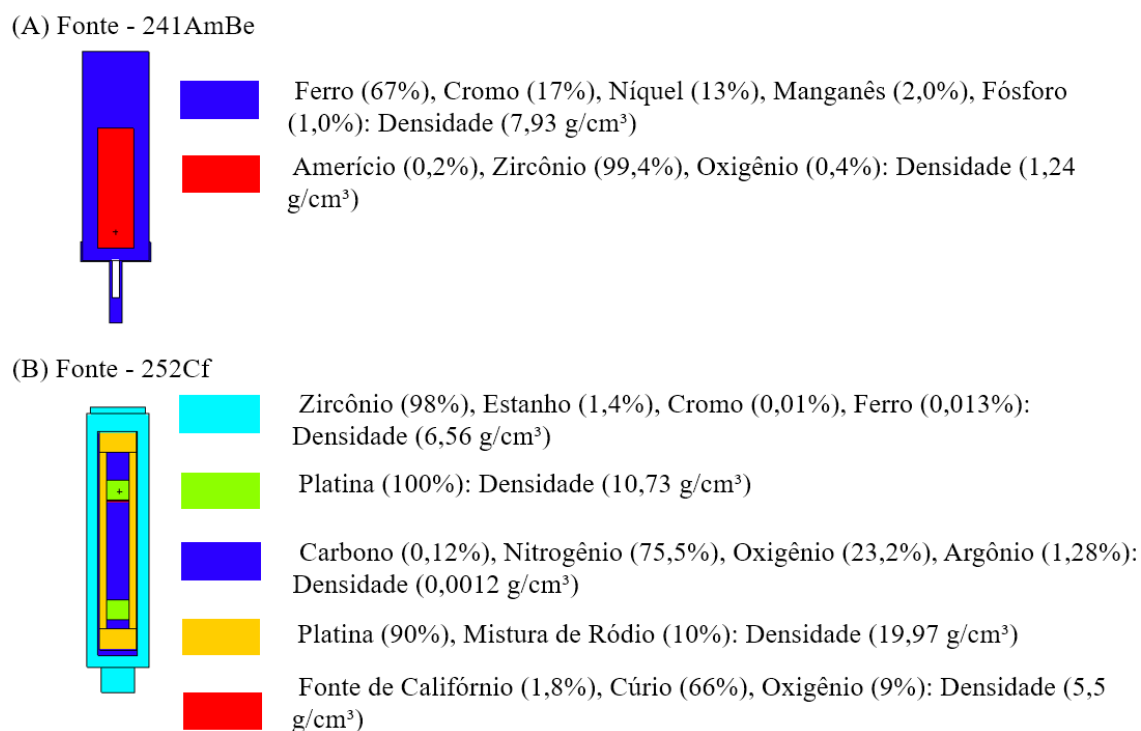 (A) Fonte - 241AmBe
Ferro (67%), Cromo (17%), Níquel (13%), Manganês (2,0%), Fósforo
(1,0%): Densidade (7,93 g/cm³)
Amerício (0,2%), Zircônio (99,4%), Oxigênio (0,4%): Densidade (1,24
g/cm³)
(B) Fonte - 252Cf
Zircônio (98%), Estanho (1,4%), Cromo (0,01%), Ferro (0,013%):
Densidade (6,56 g/cm³)
Platina (100%): Densidade (10,73 g/cm³)
Carbono (0,12%), Nitrogênio (75,5%), Oxigênio (23,2%), Argônio (1,28%):
Densidade (0,0012 g/cm³)
Platina (90%), Mistura de Ródio (10%): Densidade (19,97 g/cm³)
Fonte de Califórnio (1,8%), Cúrio (66%), Oxigênio (9%): Densidade (5,5
g/cm³)